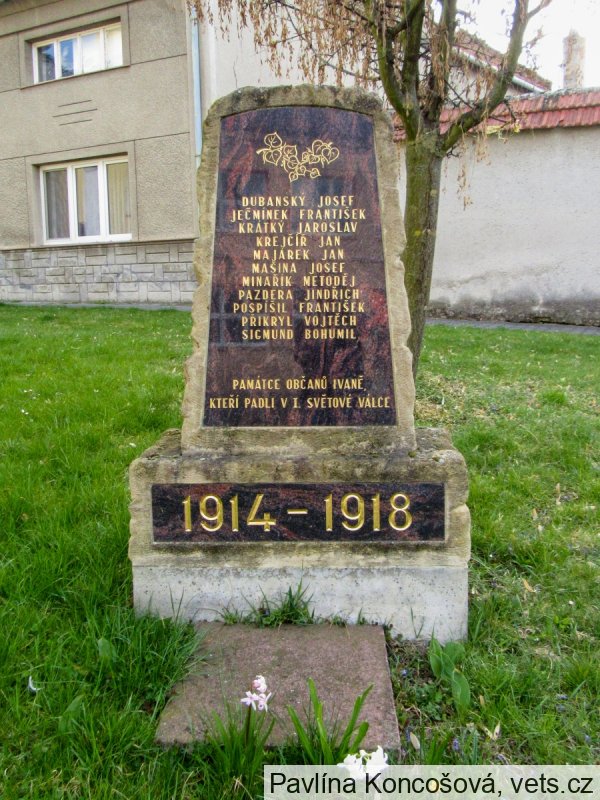 DUBANSKÝ JOSEF
JEČMÍNEK FRANTIŠEK
KRÁTKÝ JAROSLAV
KREJČÍŘ JAN
MAJÁREK JAN
MAŠINA JOSEF
MINAŘÍK METODĚJ
PAZDERA JINDŘICH
POSPÍŠIL FRANTIŠEK
PŘIKRYL VOJTĚCH
SIGMUND BOHUMIL
PAMÁTCE OBČANŮ IVANĚ,
KTEŘÍ PADLI V I. SVĚTOVÉ VÁLCE
1914 - 1918
Pavlína Koncošová, vets.cz